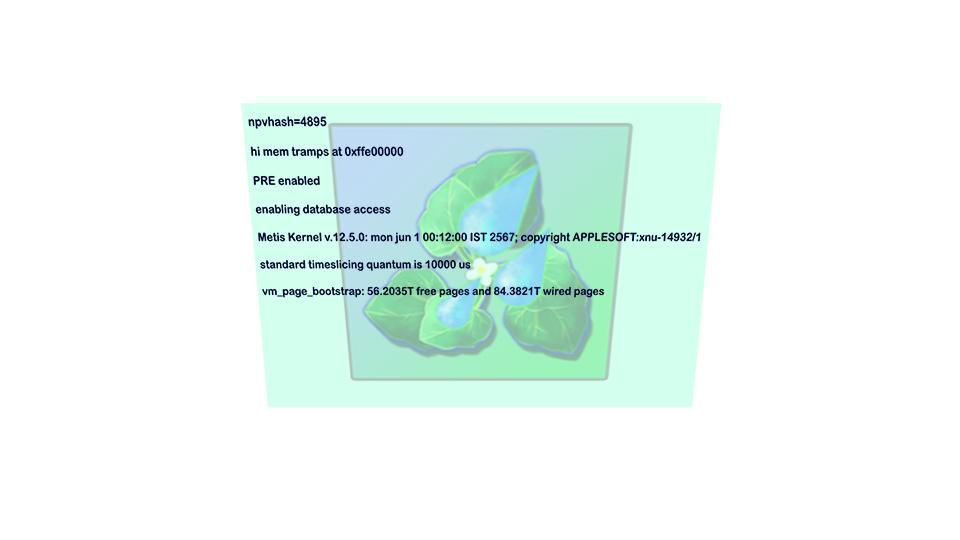 npvhash=4895
hi mem tramps at 0xffe00000
PRE enabled
enabling database access
Metis Kernel v.12.5.0: mon jun 1 00:12:00 IST 2567; copyright APPLESOFT:xnu-14932/1
standard timeslicing quantum is 10000 us
vm_page_bootstrap: 56.2035T free pages and 84.3821T wired pages